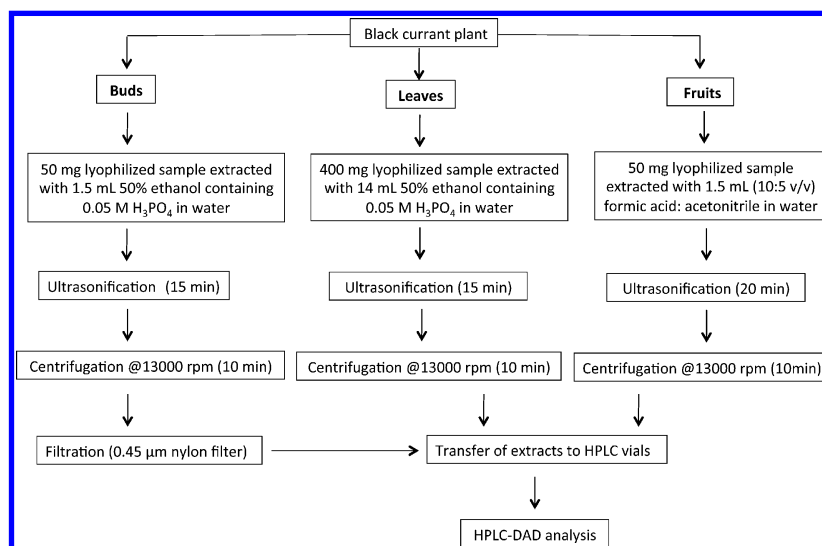 Black currant plant
Buds
Leaves
Fruits
50 mg lyophilized sample extracted
with 1.5 mL 50% ethanol containing
0.05 M H₃PO₄ in water
400 mg lyophilized sample extracted
with 14 mL 50% ethanol containing
0.05 M H₃PO₄ in water
50 mg lyophilized sample
extracted with 1.5 mL (10:5 v/v)
formic acid: acetonitrile in water
Ultrasonification (15 min)
Ultrasonification (15 min)
Ultrasonification (20 min)
Centrifugation @13000 rpm (10 min)
Centrifugation @13000 rpm (10 min)
Centrifugation @13000 rpm (10min)
Filtration (0.45 µm nylon filter)
Transfer of extracts to HPLC vials
HPLC-DAD analysis